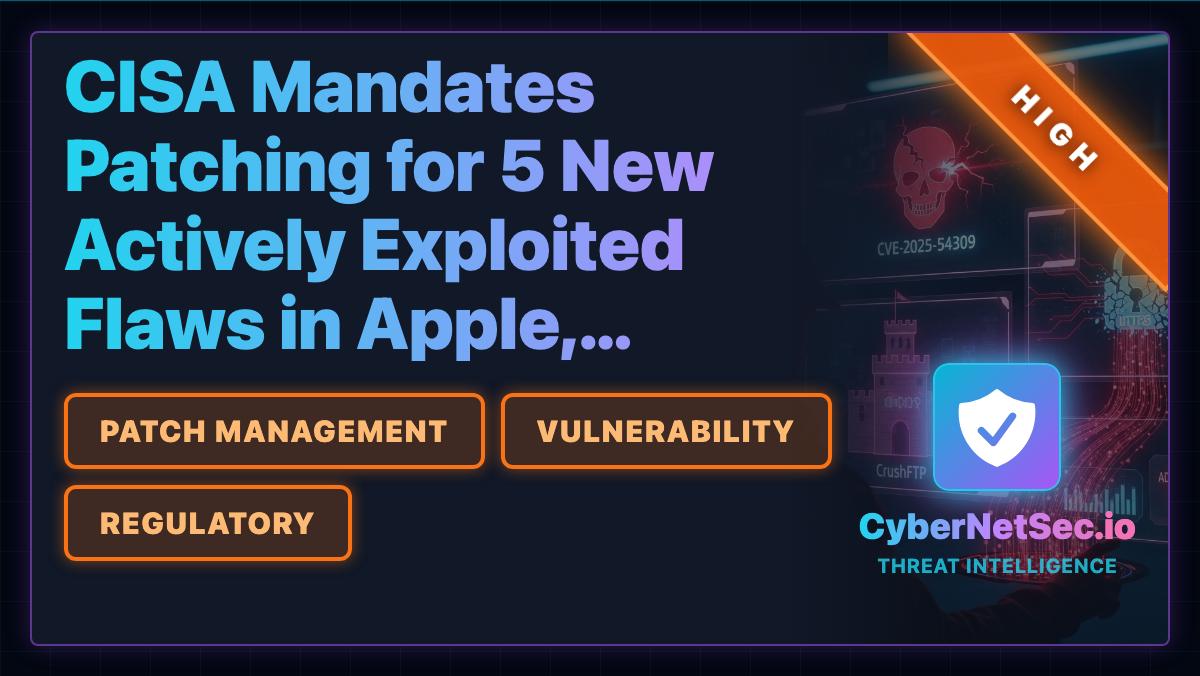 CISA Mandates
Patching for 5 New
Actively Exploited
Flaws in Apple,...
HIGH
CVE-2025-54309
HTTPS
PATCH MANAGEMENT
VULNERABILITY
REGULATORY
CrushFTP
CyberNetSec.io
THREAT INTELLIGENCE